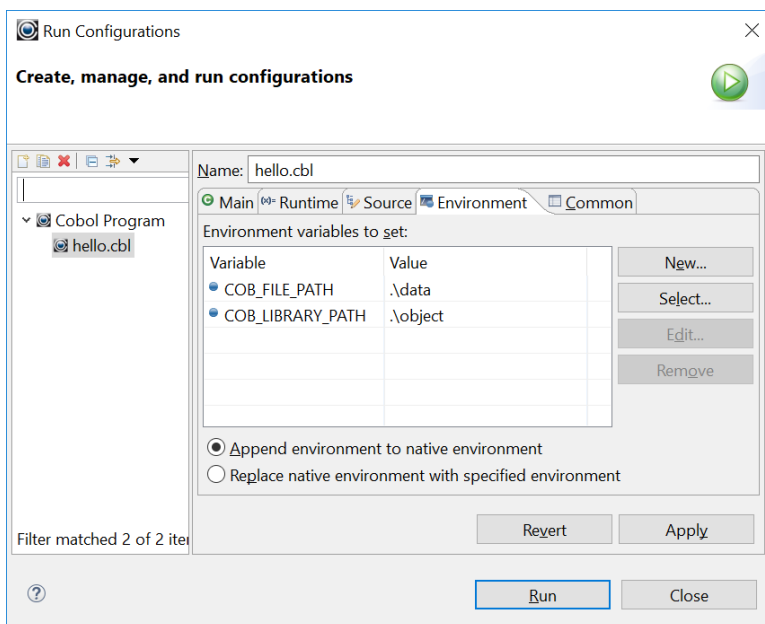 Run Configurations
Create, manage, and run configurations
Name: hello.cbl
Main Runtime Source Environment Common
Cobol Program
hello.cbl
Filter matched 2 of 2 iter
Environment variables to set:
Variable Value
COB_FILE_PATH .\data
COB_LIBRARY_PATH .\object
New...
Select...
Edit...
Remove
Append environment to native environment
Replace native environment with specified environment
Revert Apply
Run Close